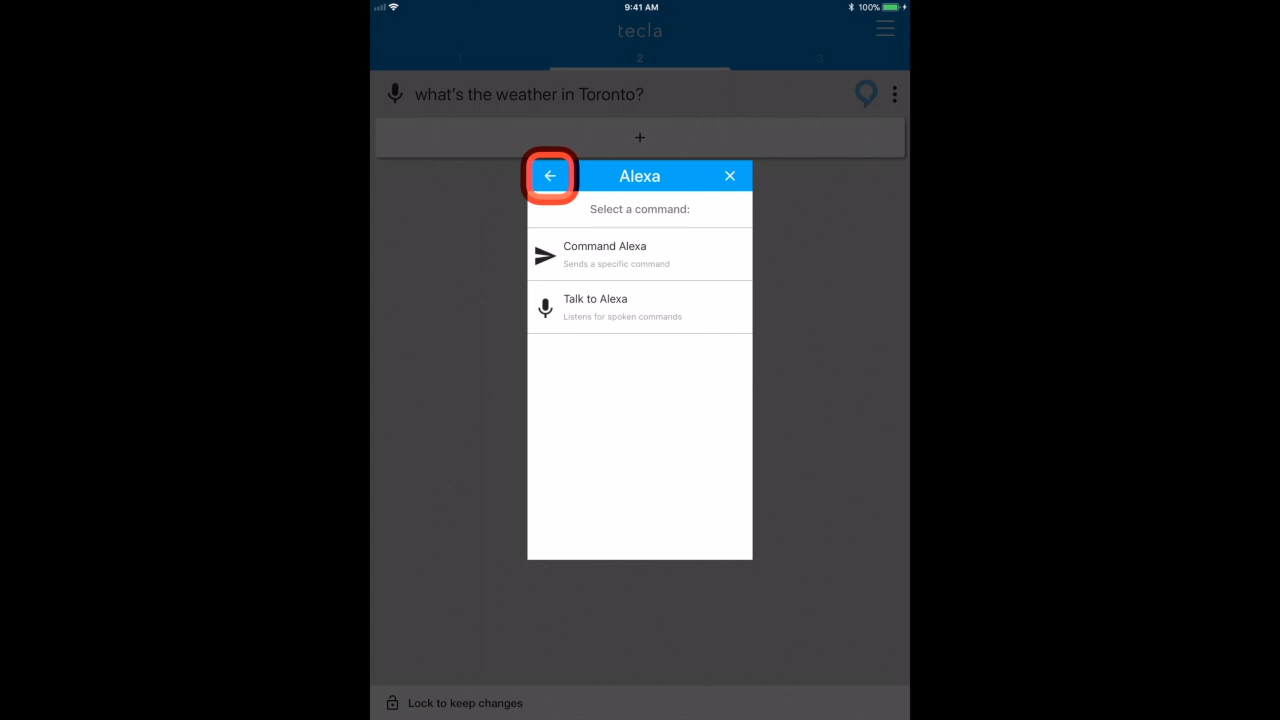 9:41 AM
100%
tecla
1 2 3
what's the weather in Toronto?
+
Alexa
Select a command:
Command Alexa
Sends a specific command
Talk to Alexa
Listens for spoken commands
Lock to keep changes